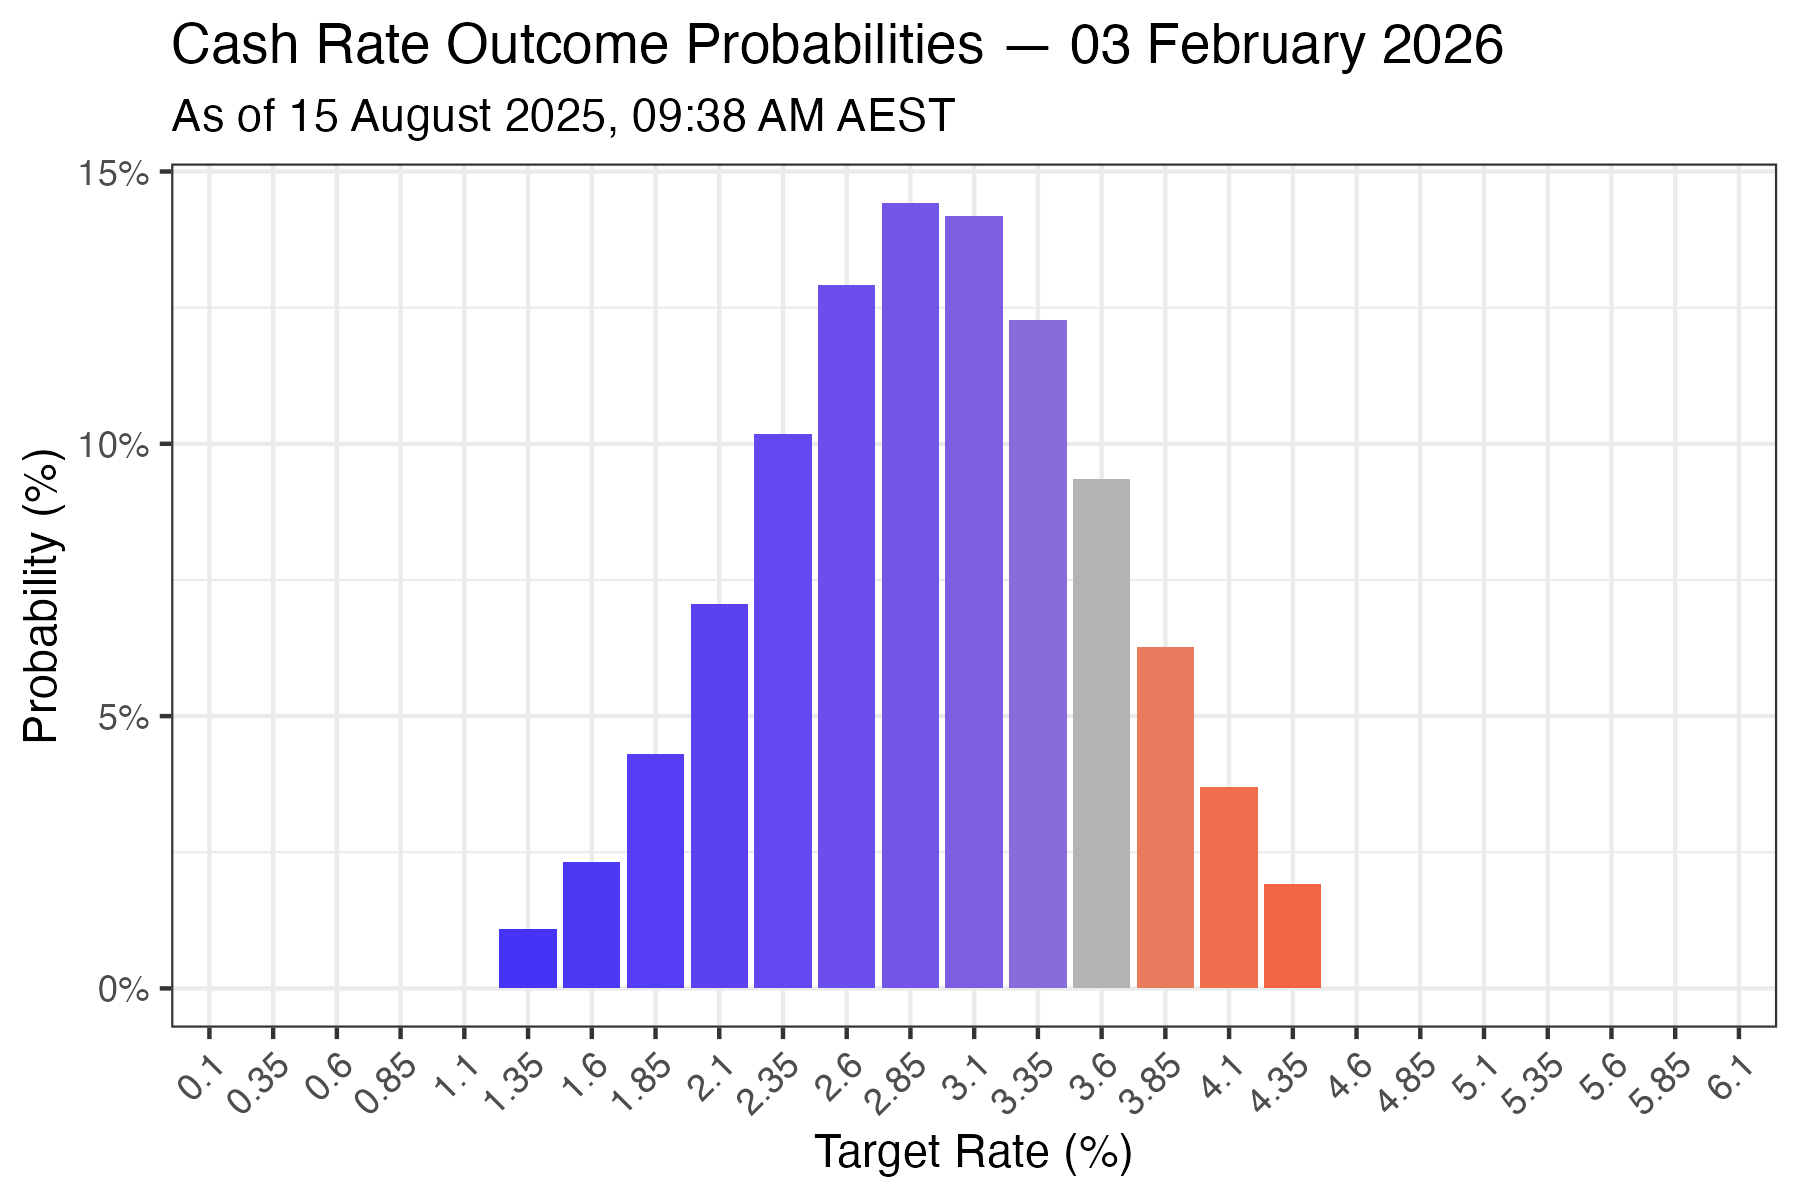 Cash Rate Outcome Probabilities — 03 February 2026
As of 15 August 2025, 09:38 AM AEST
Probability (%)
15%
10%
5%
0%
0.1 0.35 0.6 0.85 1.1 1.35 1.6 1.85 2.1 2.35 2.6 2.85 3.1 3.35 3.6 3.85 4.1 4.35 4.6 4.85 5.1 5.35 5.6 5.85 6.1
Target Rate (%)